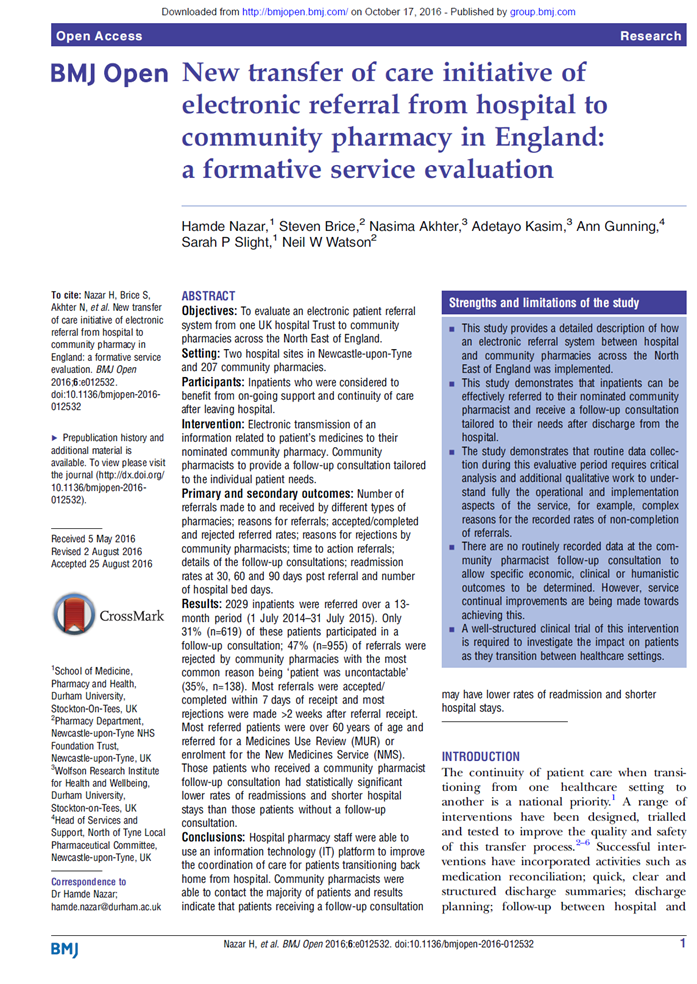 Downloaded from http://bmjopen.bmj.com/ on October 17, 2016 - Published by group.bmj.com
Open Access
Research
BMJ Open
New transfer of care initiative of
electronic referral from hospital to
community pharmacy in England:
a formative service evaluation
Hamde Nazar,1 Steven Brice,2 Nasima Akhter,3 Adetayo Kasim,3 Ann Gunning,4
Sarah P Slight,1 Neil W Watson2
To cite: Nazar H, Brice S,
Akhter N, et al. New transfer
of care initiative of electronic
referral from hospital to
community pharmacy in
England: a formative service
evaluation. BMJ Open
2016;6:e012532.
doi:10.1136/bmjopen-2016-
012532
▶ Prepublication history and
additional material is
available. To view please visit
the journal (http://dx.doi.org/
10.1136/bmjopen-2016-
012532).
Received 5 May 2016
Revised 2 August 2016
Accepted 25 August 2016
CrossMark
1School of Medicine,
Pharmacy and Health,
Durham University,
Stockton-On-Tees, UK
2Pharmacy Department,
Newcastle-upon-Tyne NHS
Foundation Trust,
Newcastle-upon-Tyne, UK
3Wolfson Research Institute
for Health and Wellbeing,
Durham University,
Stockton-on-Tees, UK
4Head of Services and
Support, North of Tyne Local
Pharmaceutical Committee,
Newcastle-upon-Tyne, UK
Correspondence to
Dr Hamde Nazar;
hamde.nazar@durham.ac.uk
ABSTRACT
Objectives: To evaluate an electronic patient referral
system from one UK hospital Trust to community
pharmacies across the North East of England.
Setting: Two hospital sites in Newcastle-upon-Tyne
and 207 community pharmacies.
Participants: Inpatients who were considered to
benefit from on-going support and continuity of care
after leaving hospital.
Intervention: Electronic transmission of an
information related to patient's medicines to their
nominated community pharmacy. Community
pharmacists to provide a follow-up consultation tailored
to the individual patient needs.
Primary and secondary outcomes: Number of
referrals made to and received by different types of
pharmacies; reasons for referrals; accepted/completed
and rejected referred rates; reasons for rejections by
community pharmacists; time to action referrals;
details of the follow-up consultations; readmission
rates at 30, 60 and 90 days post referral and number
of hospital bed days.
Results: 2029 inpatients were referred over a 13-
month period (1 July 2014–31 July 2015). Only
31% (n=619) of these patients participated in a
follow-up consultation; 47% (n=955) of referrals were
rejected by community pharmacies with the most
common reason being 'patient was uncontactable'
(35%, n=138). Most referrals were accepted/
completed within 7 days of receipt and most
rejections were made >2 weeks after referral receipt.
Most referred patients were over 60 years of age and
referred for a Medicines Use Review (MUR) or
enrolment for the New Medicines Service (NMS).
Those patients who received a community pharmacist
follow-up consultation had statistically significant
lower rates of readmissions and shorter hospital
stays than those patients without a follow-up
consultation.
Conclusions: Hospital pharmacy staff were able to
use an information technology (IT) platform to improve
the coordination of care for patients transitioning back
home from hospital. Community pharmacists were
able to contact the majority of patients and results
indicate that patients receiving a follow-up consultation
Strengths and limitations of the study
▪ This study provides a detailed description of how
an electronic referral system between hospital
and community pharmacies across the North
East of England was implemented.
▪ This study demonstrates that inpatients can be
effectively referred to their nominated community
pharmacist and receive a follow-up consultation
tailored to their needs after discharge from the
hospital.
▪ The study demonstrates that routine data collec-
tion during this evaluative period requires critical
analysis and additional qualitative work to under-
stand fully the operational and implementation
aspects of the service, for example, complex
reasons for the recorded rates of non-completion
of referrals.
▪ There are no routinely recorded data at the com-
munity pharmacist follow-up consultation to
allow specific economic, clinical or humanistic
outcomes to be determined. However, service
continual improvements are being made towards
achieving this.
▪ A well-structured clinical trial of this intervention
is required to investigate the impact on patients
as they transition between healthcare settings.
may have lower rates of readmission and shorter
hospital stays.
INTRODUCTION
The continuity of patient care when transi-
tioning from one healthcare setting to
another is a national priority.1 A range of
interventions have been designed, trialled
and tested to improve the quality and safety
of this transfer process.2–6 Successful inter-
ventions have incorporated activities such as
medication reconciliation; quick, clear and
structured discharge summaries; discharge
planning; follow-up between hospital and
BMJ
Nazar H, et al. BMJ Open 2016;6:e012532. doi:10.1136/bmjopen-2016-012532
1